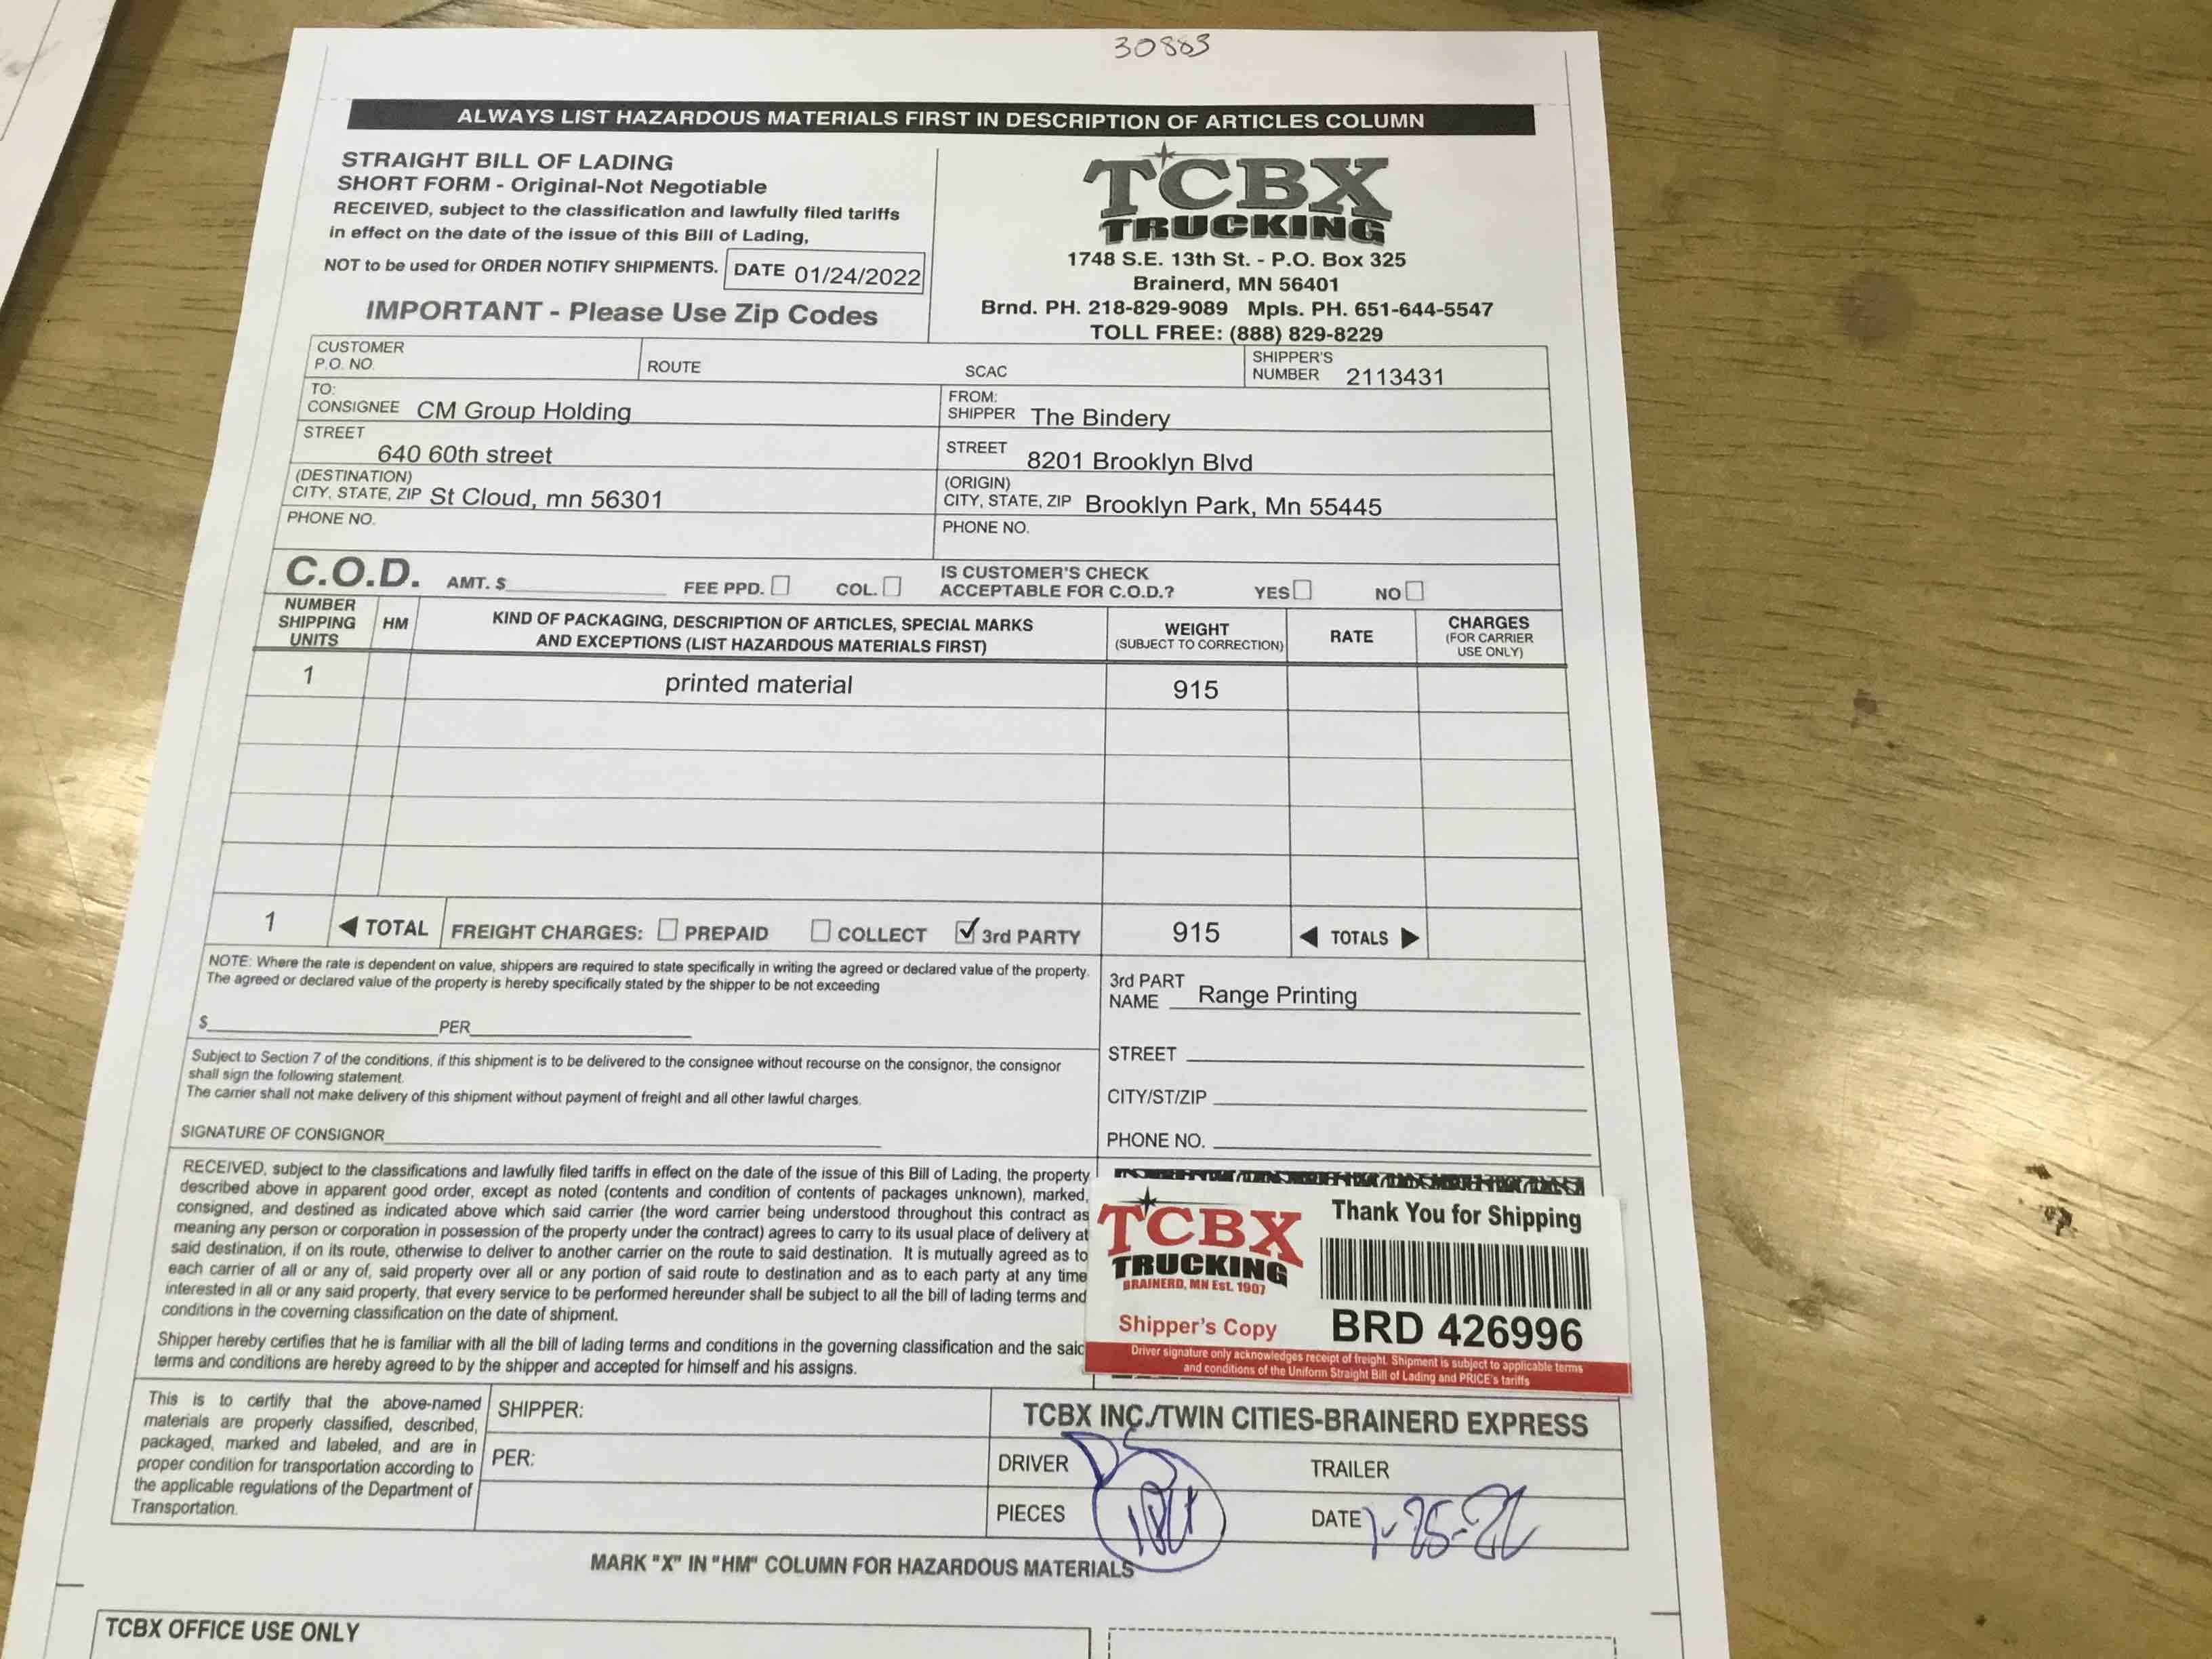 30883
ALWAYS LIST HAZARDOUS MATERIALS FIRST IN DESCRIPTION OF ARTICLES COLUMN
STRAIGHT BILL OF LADING
SHORT FORM - Original-Not Negotiable
RECEIVED, subject to the classification and lawfully filed tariffs
in effect on the date of the issue of this Bill of Lading,
NOT to be used for ORDER NOTIFY SHIPMENTS. DATE 01/24/2022
IMPORTANT - Please Use Zip Codes
TCBX
TRUCKING
1748 S.E. 13th St. - P.O. Box 325
Brainerd, MN 56401
Brnd. PH. 218-829-9089 Mpls. PH. 651-644-5547
TOLL FREE: (888) 829-8229
CUSTOMER
P.O. NO.
ROUTE
SCAC
SHIPPER'S
NUMBER 2113431
TO:
CONSIGNEE CM Group Holding
FROM:
SHIPPER The Bindery
STREET
640 60th street
STREET 8201 Brooklyn Blvd
(DESTINATION)
CITY, STATE, ZIP St Cloud, mn 56301
(ORIGIN)
CITY, STATE, ZIP Brooklyn Park, Mn 55445
PHONE NO.
PHONE NO.
C.O.D. AMT. $ FEE PPD. COL.
IS CUSTOMER'S CHECK
ACCEPTABLE FOR C.O.D.? YES NO
NUMBER
SHIPPING
UNITS
HM
KIND OF PACKAGING, DESCRIPTION OF ARTICLES, SPECIAL MARKS
AND EXCEPTIONS (LIST HAZARDOUS MATERIALS FIRST)
WEIGHT
(SUBJECT TO CORRECTION)
RATE
CHARGES
(FOR CARRIER
USE ONLY)
1 printed material 915
1 ◀ TOTAL FREIGHT CHARGES: PREPAID COLLECT ✓ 3rd PARTY 915 ◀ TOTALS ▶
NOTE: Where the rate is dependent on value, shippers are required to state specifically in writing the agreed or declared value of the property.
The agreed or declared value of the property is hereby specifically stated by the shipper to be not exceeding
$ PER
3rd PART
NAME Range Printing
STREET
CITY/ST/ZIP
PHONE NO.
Subject to Section 7 of the conditions, if this shipment is to be delivered to the consignee without recourse on the consignor, the consignor
shall sign the following statement.
The carrier shall not make delivery of this shipment without payment of freight and all other lawful charges.
SIGNATURE OF CONSIGNOR
RECEIVED, subject to the classifications and lawfully filed tariffs in effect on the date of the issue of this Bill of Lading, the property
described above in apparent good order, except as noted (contents and condition of contents of packages unknown), marked,
consigned, and destined as indicated above which said carrier (the word carrier being understood throughout this contract as
meaning any person or corporation in possession of the property under the contract) agrees to carry to its usual place of delivery at
said destination, if on its route, otherwise to deliver to another carrier on the route to said destination. It is mutually agreed as to
each carrier of all or any of, said property over all or any portion of said route to destination and as to each party at any time
interested in all or any said property, that every service to be performed hereunder shall be subject to all the bill of lading terms and
conditions in the coverning classification on the date of shipment.
Shipper hereby certifies that he is familiar with all the bill of lading terms and conditions in the governing classification and the said
terms and conditions are hereby agreed to by the shipper and accepted for himself and his assigns.
TCBX
TRUCKING
BRAINERD, MN Est. 1907
Shipper's Copy
Thank You for Shipping
BRD 426996
Driver signature only acknowledges receipt of freight. Shipment is subject to applicable terms
and conditions of the Uniform Straight Bill of Lading and PRICE's tariffs
This is to certify that the above-named
materials are properly classified, described,
packaged, marked and labeled, and are in
proper condition for transportation according to
the applicable regulations of the Department of
Transportation.
SHIPPER:
PER:
TCBX INC./TWIN CITIES-BRAINERD EXPRESS
DRIVER
TRAILER
PIECES
DATE 1-25-22
MARK "X" IN "HM" COLUMN FOR HAZARDOUS MATERIALS
TCBX OFFICE USE ONLY